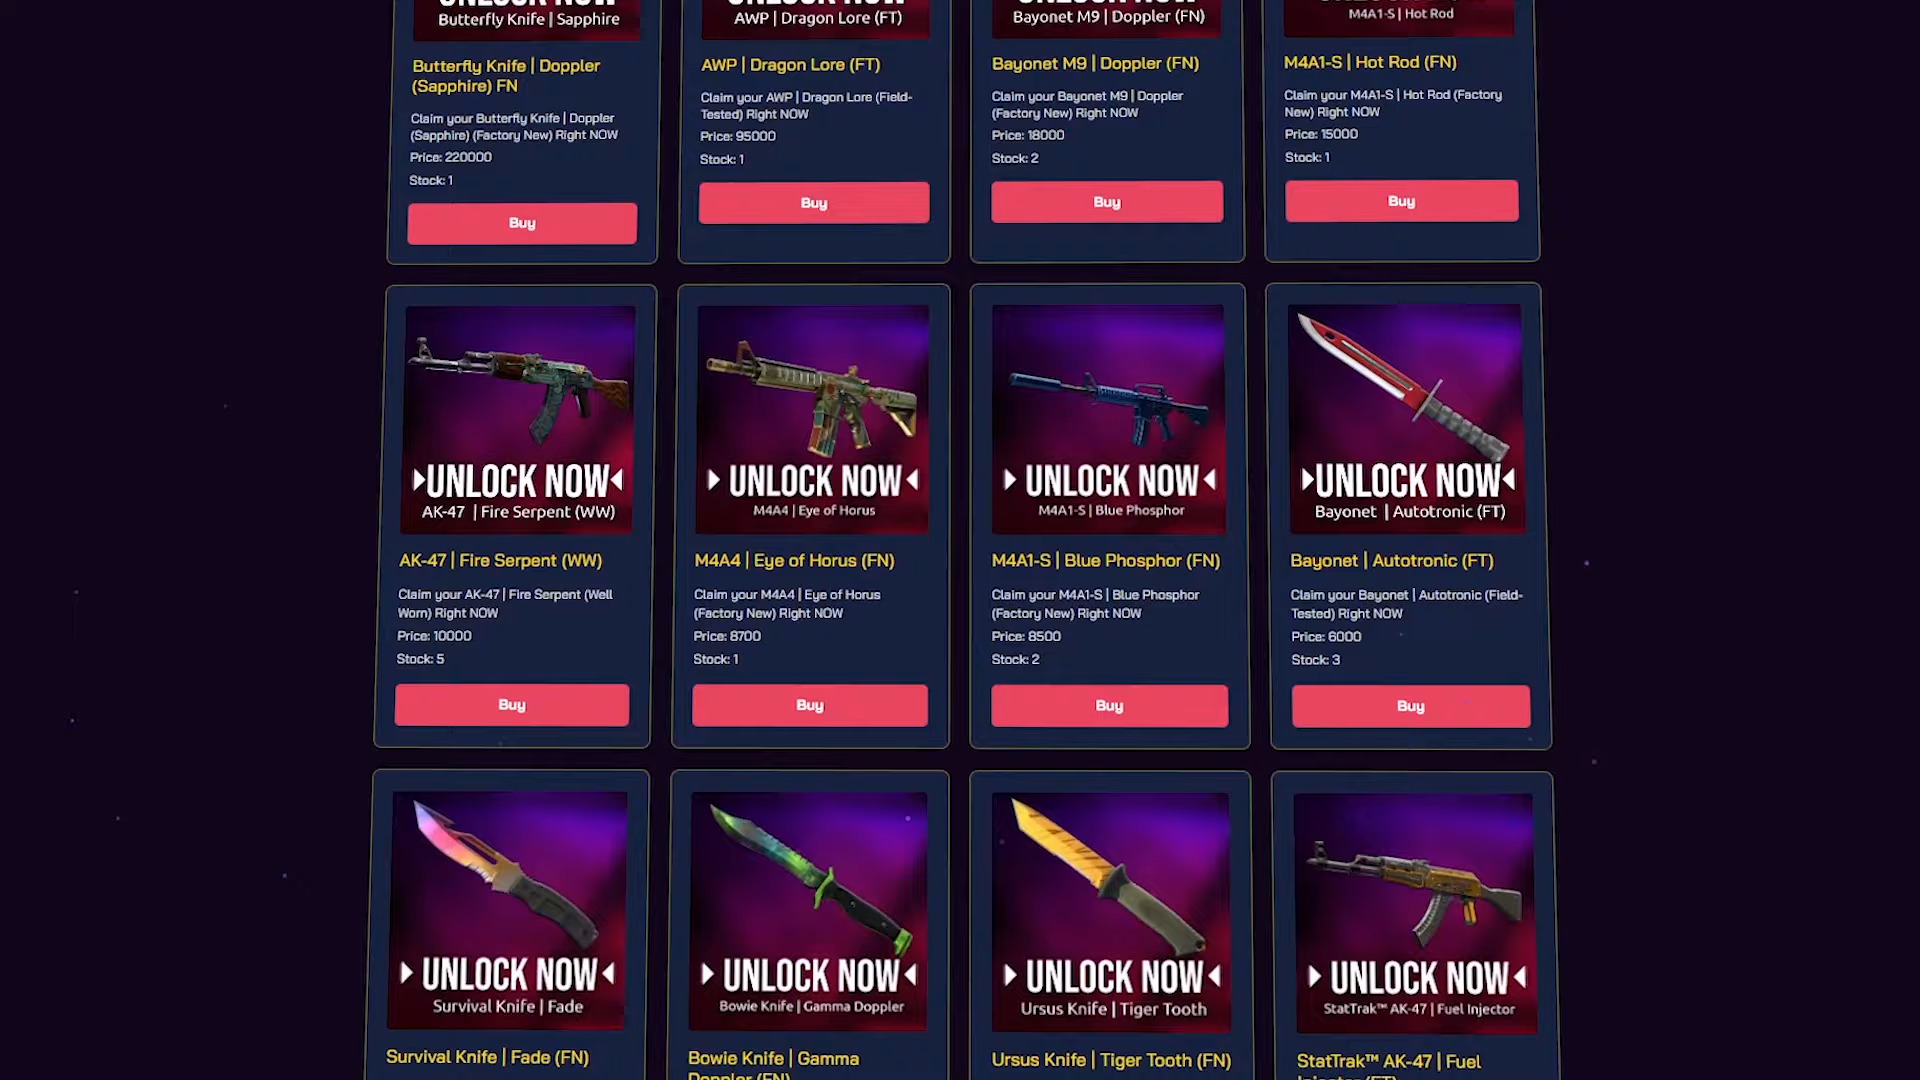 UNLOCK NOW
Butterfly Knife | Sapphire
Butterfly Knife | Doppler
(Sapphire) FN
Claim your Butterfly Knife | Doppler
(Sapphire) (Factory New) Right NOW
Price: 220000
Stock: 1
Buy
UNLOCK NOW
AWP | Dragon Lore (FT)
AWP | Dragon Lore (FT)
Claim your AWP | Dragon Lore (Field-
Tested) Right NOW
Price: 95000
Stock: 1
Buy
UNLOCK NOW
Bayonet M9 | Doppler (FN)
Bayonet M9 | Doppler (FN)
Claim your Bayonet M9 | Doppler
(Factory New) Right NOW
Price: 18000
Stock: 2
Buy
M4A1-S | Hot Rod
M4A1-S | Hot Rod (FN)
Claim your M4A1-S | Hot Rod (Factory
New) Right NOW
Price: 15000
Stock: 1
Buy
UNLOCK NOW
AK-47 | Fire Serpent (WW)
AK-47 | Fire Serpent (WW)
Claim your AK-47 | Fire Serpent (Well
Worn) Right NOW
Price: 10000
Stock: 5
Buy
UNLOCK NOW
M4A4 | Eye of Horus
M4A4 | Eye of Horus (FN)
Claim your M4A4 | Eye of Horus
(Factory New) Right NOW
Price: 8700
Stock: 1
Buy
UNLOCK NOW
M4A1-S | Blue Phosphor
M4A1-S | Blue Phosphor (FN)
Claim your M4A1-S | Blue Phosphor
(Factory New) Right NOW
Price: 8500
Stock: 2
Buy
UNLOCK NOW
Bayonet | Autotronic (FT)
Bayonet | Autotronic (FT)
Claim your Bayonet | Autotronic (Field-
Tested) Right NOW
Price: 6000
Stock: 3
Buy
UNLOCK NOW
Survival Knife | Fade
Survival Knife | Fade (FN)
UNLOCK NOW
Bowie Knife | Gamma Doppler
Bowie Knife | Gamma
Doppler (FN)
UNLOCK NOW
Ursus Knife | Tiger Tooth
Ursus Knife | Tiger Tooth (FN)
UNLOCK NOW
StatTrak™ AK-47 | Fuel Injector
StatTrak™ AK-47 | Fuel
Injector (FT)